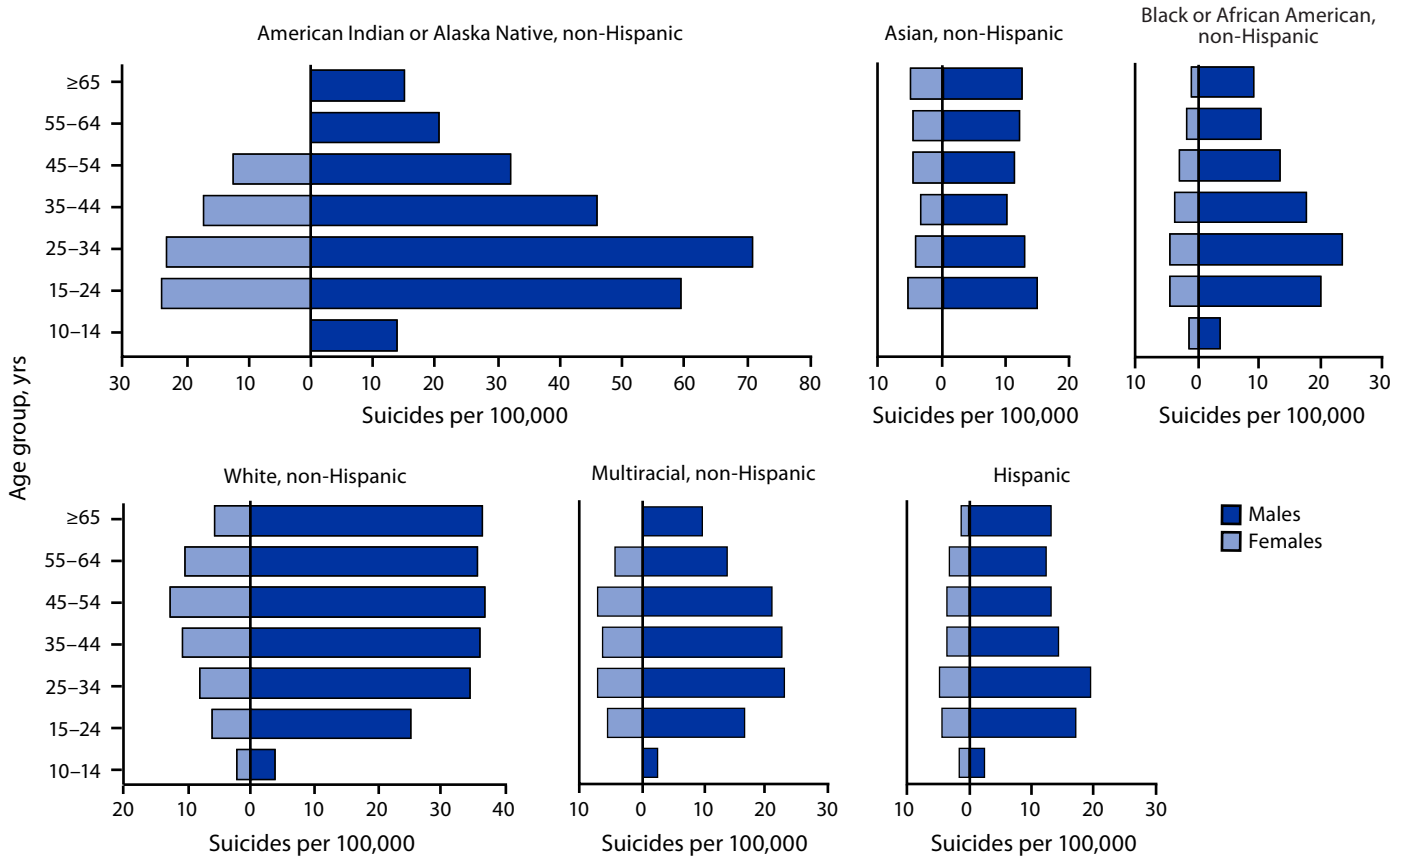 American Indian or Alaska Native, non-Hispanic
Asian, non-Hispanic
Black or African American,
non-Hispanic
Age group, yrs
≥65
55–64
45–54
35–44
25–34
15–24
10–14
30 20 10 0 10 20 30 40 50 60 70 80
Suicides per 100,000
10 0 10 20
Suicides per 100,000
10 0 10 20 30
Suicides per 100,000
White, non-Hispanic
Multiracial, non-Hispanic
Hispanic
≥65
55–64
45–54
35–44
25–34
15–24
10–14
20 10 0 10 20 30 40
Suicides per 100,000
10 0 10 20 30
Suicides per 100,000
10 0 10 20 30
Suicides per 100,000
Males
Females